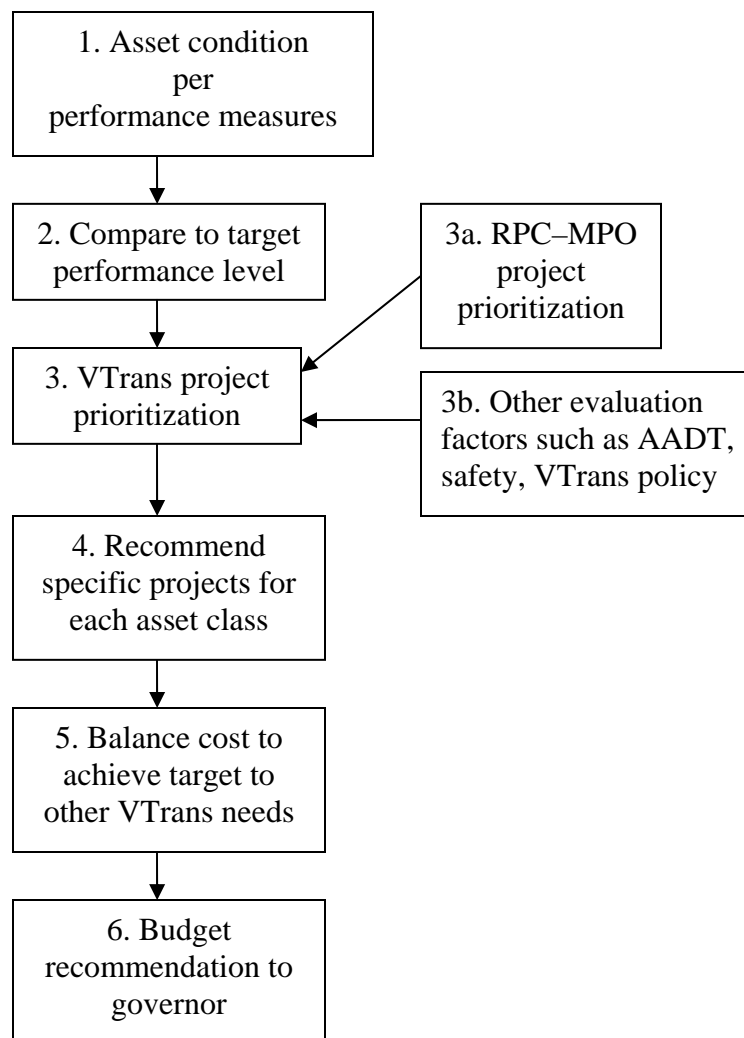 1. Asset condition
per
performance measures
2. Compare to target
performance level
3a. RPC–MPO
project
prioritization
3. VTrans project
prioritization
3b. Other evaluation
factors such as AADT,
safety, VTrans policy
4. Recommend
specific projects for
each asset class
5. Balance cost to
achieve target to
other VTrans needs
6. Budget
recommendation to
governor